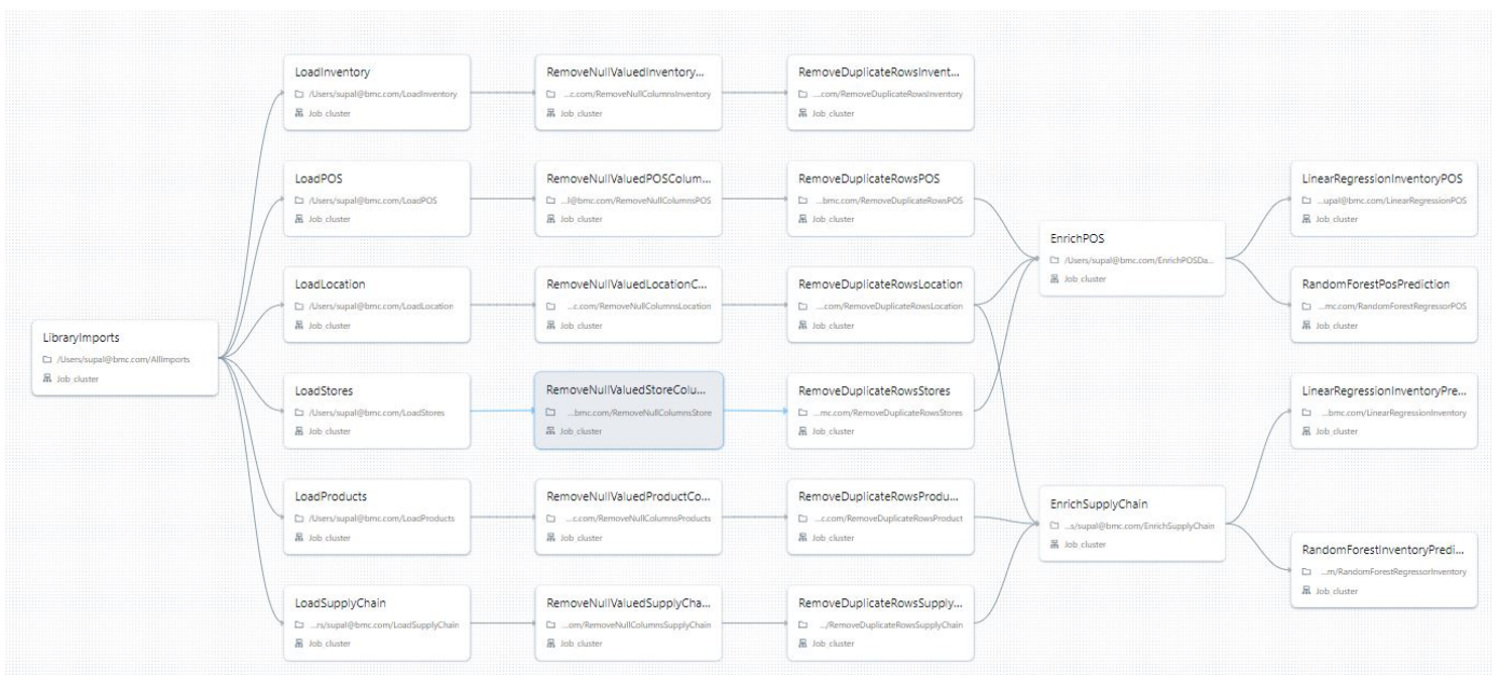 LibraryImports
/Users/supal@bmc.com/AllImports
Job cluster
LoadInventory
/Users/supal@bmc.com/LoadInventory
Job cluster
LoadPOS
/Users/supal@bmc.com/LoadPOS
Job cluster
LoadLocation
/Users/supal@bmc.com/LoadLocation
Job cluster
LoadStores
/Users/supal@bmc.com/LoadStores
Job cluster
LoadProducts
/Users/supal@bmc.com/LoadProducts
Job cluster
LoadSupplyChain
...rs/supal@bmc.com/LoadSupplyChain
Job cluster
RemoveNullValuedInventory...
...c.com/RemoveNullColumnsInventory
Job cluster
RemoveNullValuedPOSColum...
...l@bmc.com/RemoveNullColumnsPOS
Job cluster
RemoveNullValuedLocationC...
...c.com/RemoveNullColumnsLocation
Job cluster
RemoveNullValuedStoreColu...
...bmc.com/RemoveNullColumnsStore
Job cluster
RemoveNullValuedProductCo...
...c.com/RemoveNullColumnsProducts
Job cluster
RemoveNullValuedSupplyCha...
...om/RemoveNullColumnsSupplyChain
Job cluster
RemoveDuplicateRowsInvent...
...com/RemoveDuplicateRowsInventory
Job cluster
RemoveDuplicateRowsPOS
...bmc.com/RemoveDuplicateRowsPOS
Job cluster
RemoveDuplicateRowsLocation
...com/RemoveDuplicateRowsLocation
Job cluster
RemoveDuplicateRowsStores
...mc.com/RemoveDuplicateRowsStores
Job cluster
RemoveDuplicateRowsProdu...
...c.com/RemoveDuplicateRowsProduct
Job cluster
RemoveDuplicateRowsSupply...
.../RemoveDuplicateRowsSupplyChain
Job cluster
EnrichPOS
/Users/supal@bmc.com/EnrichPOSDa...
Job cluster
EnrichSupplyChain
...s/supal@bmc.com/EnrichSupplyChain
Job cluster
LinearRegressionInventoryPOS
...upal@bmc.com/LinearRegressionPOS
Job cluster
RandomForestPosPrediction
...mc.com/RandomForestRegressorPOS
Job cluster
LinearRegressionInventoryPre...
...bmc.com/LinearRegressionInventory
Job cluster
RandomForestInventoryPredi...
...m/RandomForestRegressorInventory
Job cluster